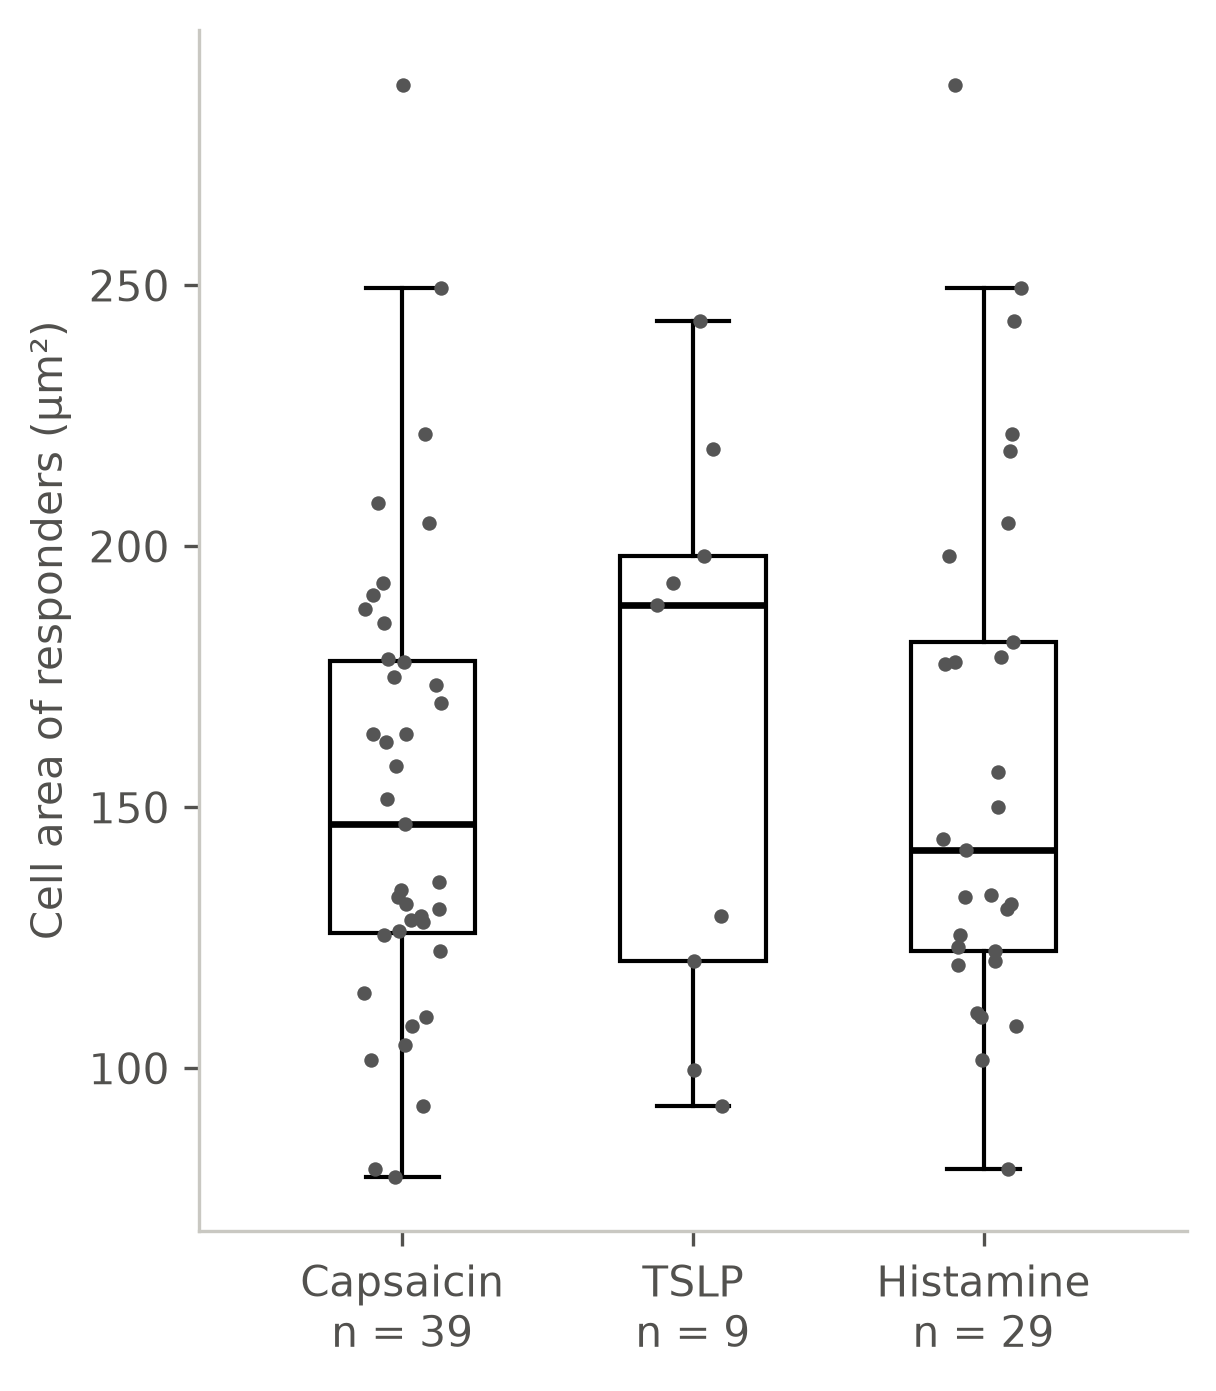 Cell area of responders (µm²)
250
200
150
100
Capsaicin
n = 39
TSLP
n = 9
Histamine
n = 29